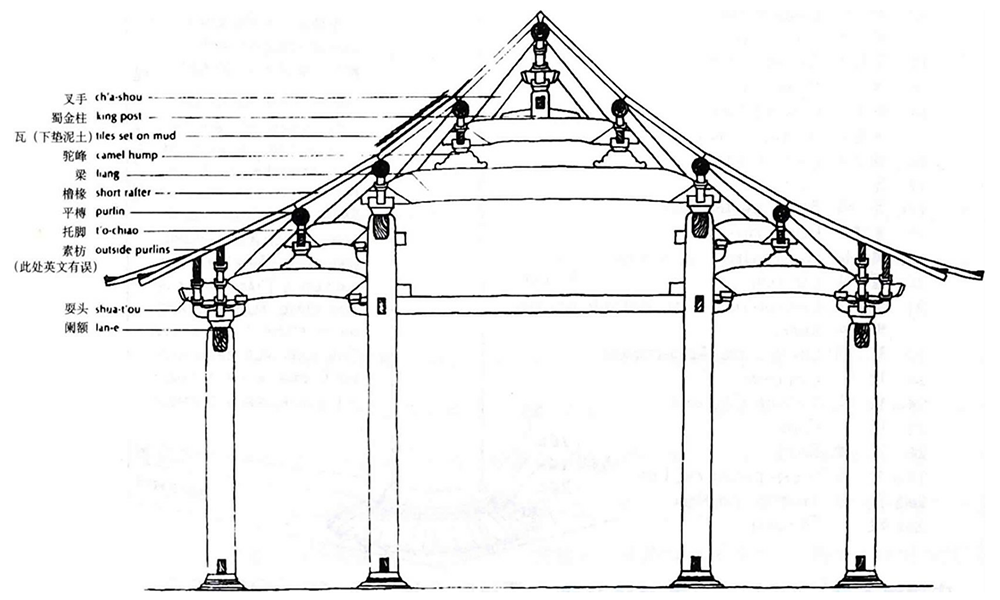 叉手 ch'a-shou
蜀金柱 king post
瓦（下垫泥土）tiles set on mud
驼峰 camel hump
梁 liang
橹椽 short rafter
平槫 purlin
托脚 t'o-chiao
素枋 outside purlins
（此处英文有误）
耍头 shua-t'ou
阑额 lan-e